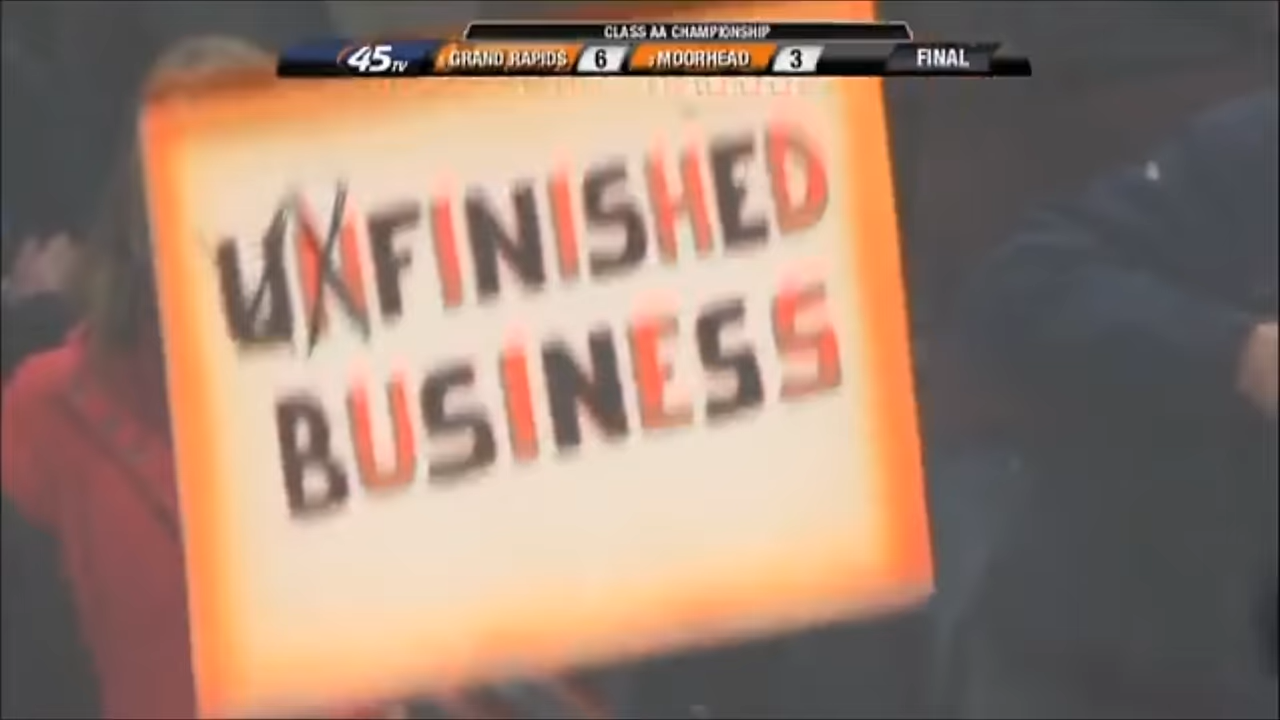 CLASS AA CHAMPIONSHIP
45TV GRAND RAPIDS 6 MOORHEAD 3 FINAL
UNFINISHED
BUSINESS